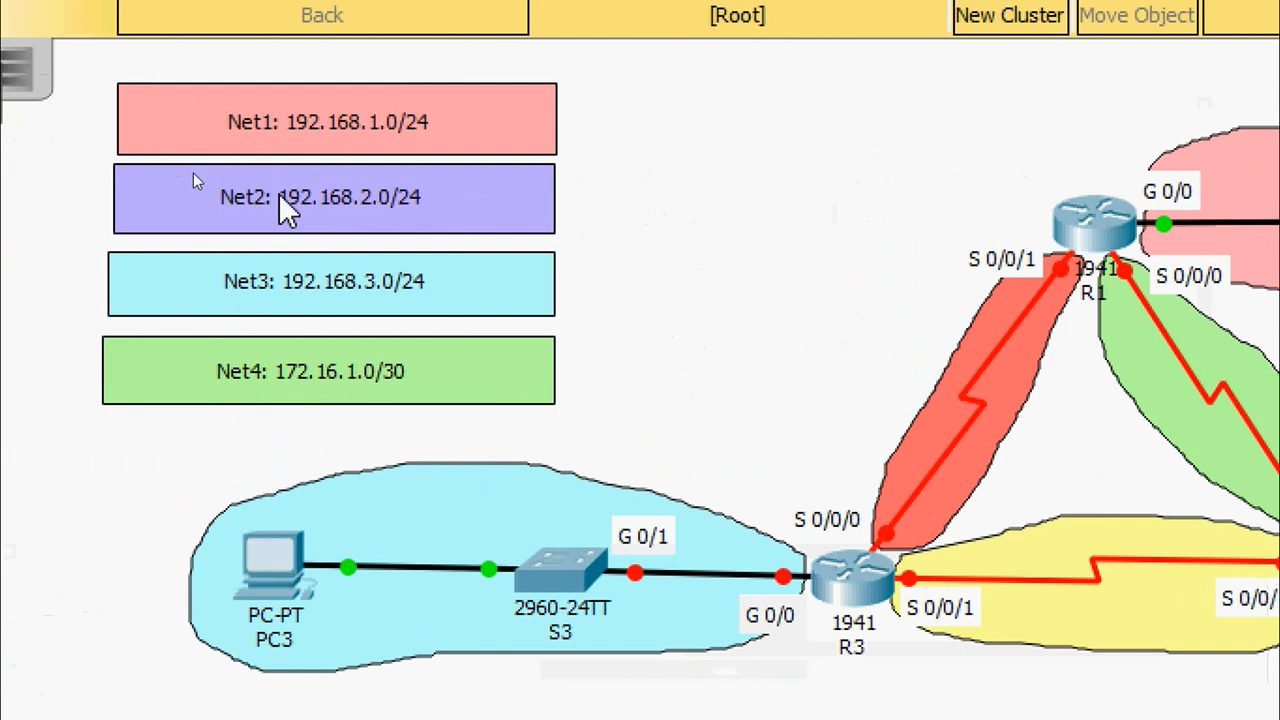 Back
[Root]
New Cluster
Move Object
Net1: 192.168.1.0/24
Net2: 192.168.2.0/24
Net3: 192.168.3.0/24
Net4: 172.16.1.0/30
G 0/0
S 0/0/1
S 0/0/0
1941
R1
S 0/0/0
G 0/1
PC-PT
PC3
2960-24TT
S3
G 0/0
1941
R3
S 0/0/1
S 0/0/